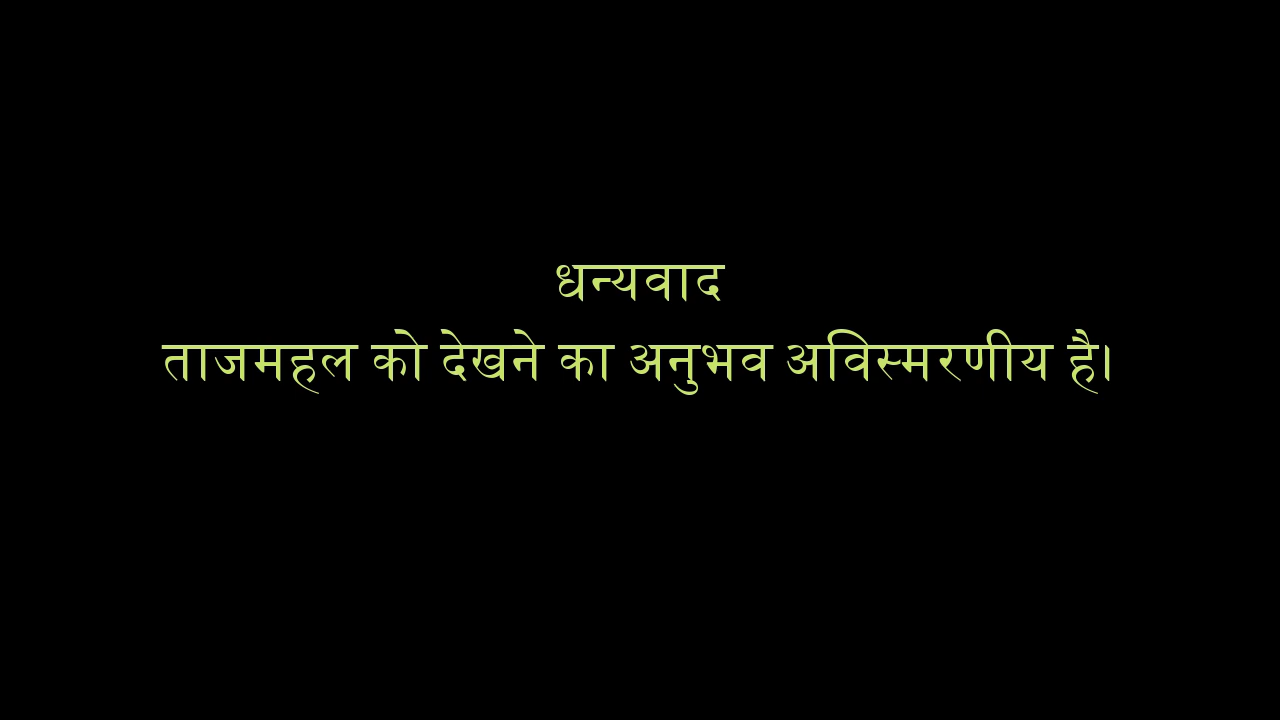 धन्यवाद
ताजमहल को देखने का अनुभव अविस्मरणीय है।